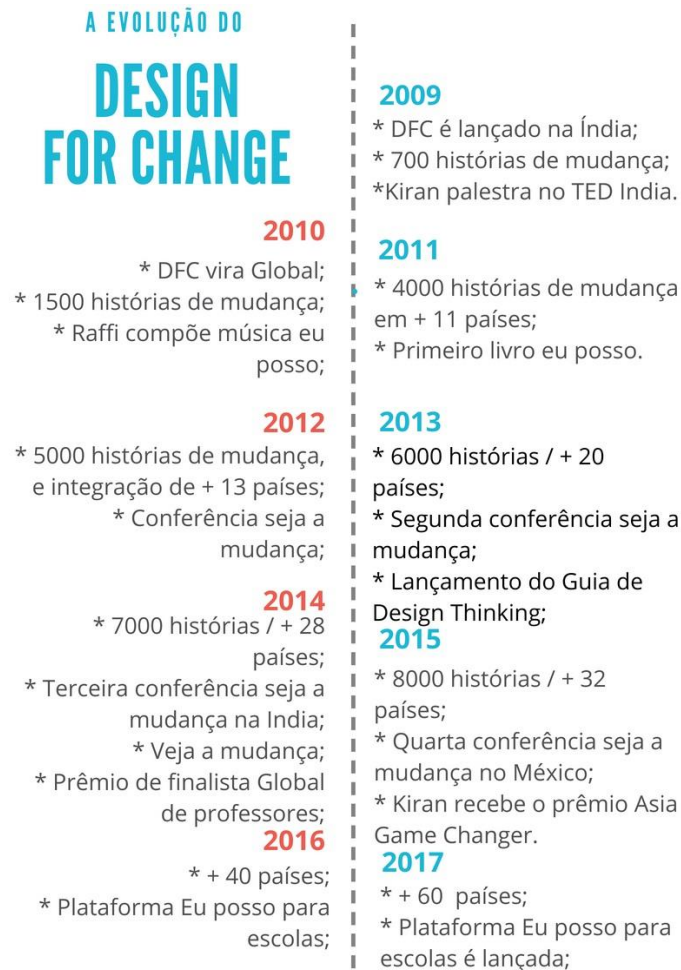 A EVOLUÇÃO DO
DESIGN
FOR CHANGE
2009
* DFC é lançado na Índia;
* 700 histórias de mudança;
*Kiran palestra no TED India.
2010
* DFC vira Global;
* 1500 histórias de mudança;
* Raffi compõe música eu
posso;
2011
* 4000 histórias de mudança
em + 11 países;
* Primeiro livro eu posso.
2012
* 5000 histórias de mudança,
e integração de + 13 países;
* Conferência seja a
mudança;
2013
* 6000 histórias / + 20
países;
* Segunda conferência seja a
mudança;
* Lançamento do Guia de
Design Thinking;
2014
* 7000 histórias / + 28
países;
* Terceira conferência seja a
mudança na India;
* Veja a mudança;
* Prêmio de finalista Global
de professores;
2015
* 8000 histórias / + 32
países;
* Quarta conferência seja a
mudança no México;
* Kiran recebe o prêmio Asia
Game Changer.
2016
* + 40 países;
* Plataforma Eu posso para
escolas;
2017
* + 60 países;
* Plataforma Eu posso para
escolas é lançada;